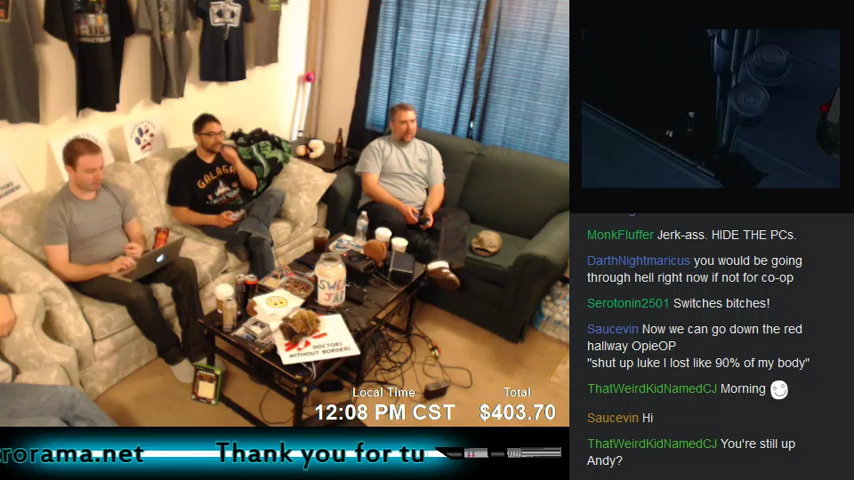 GALAGA
SWEAR
JAR
DOCTORS
WITHOUT BORDERS
Local Time
12:08 PM CST
Total
$403.70
rorama.net
Thank you for tu
MonkFluffer Jerk-ass. HIDE THE PCs.
DarthNightmaricus you would be going
through hell right now if not for co-op
Serotonin2501 Switches bitches!
Saucevin Now we can go down the red
hallway OpieOP
"shut up luke I lost like 90% of my body"
ThatWeirdKidNamedCJ Morning
Saucevin Hi
ThatWeirdKidNamedCJ You're still up
Andy?